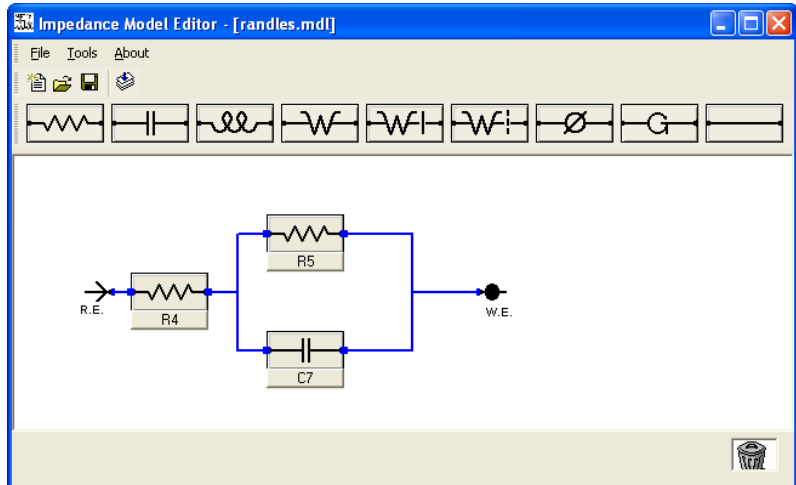 Impedance Model Editor - [randles.mdl]
File Tools About
W W W G
R5
R.E.
R4
W.E.
C7